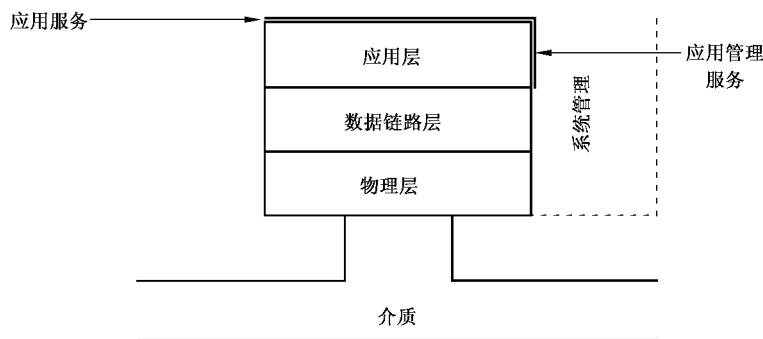 应用服务
应用层
应用管理
服务
数据链路层
系统管理
物理层
介质